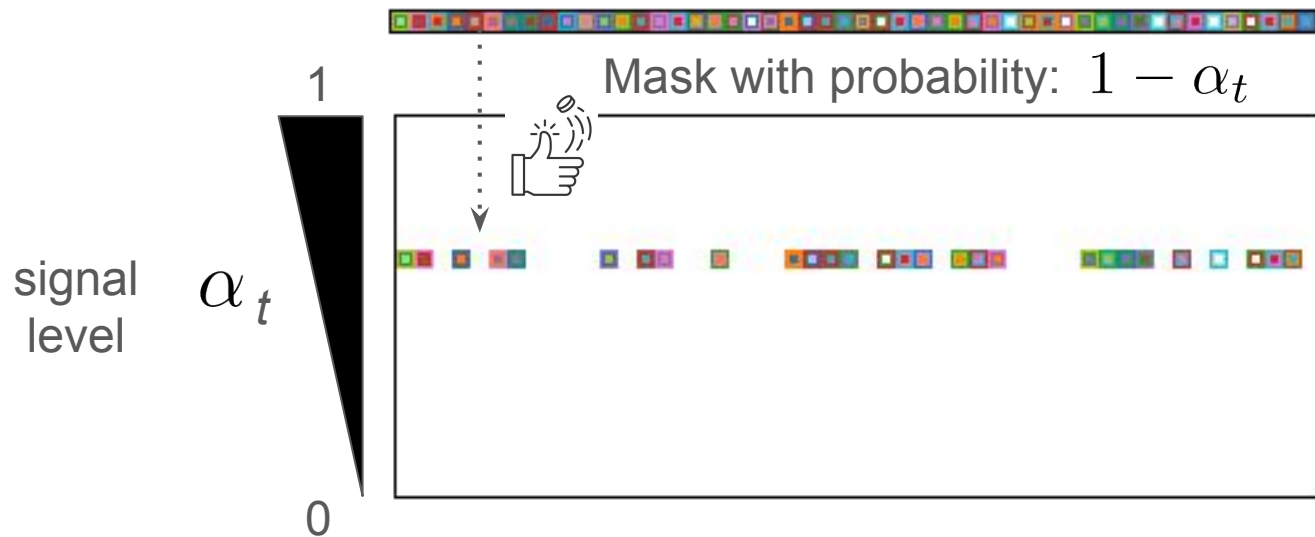 Mask with probability: 1 − α_t
1
signal
level
α_t
0